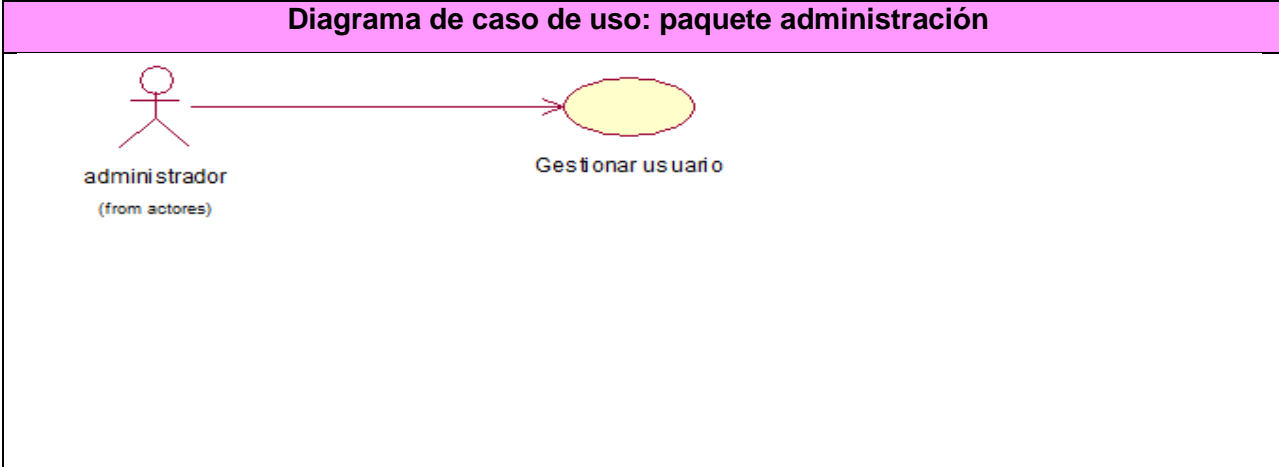 Diagrama de caso de uso: paquete administración
administrador
(from actores)
Gestionar usuario